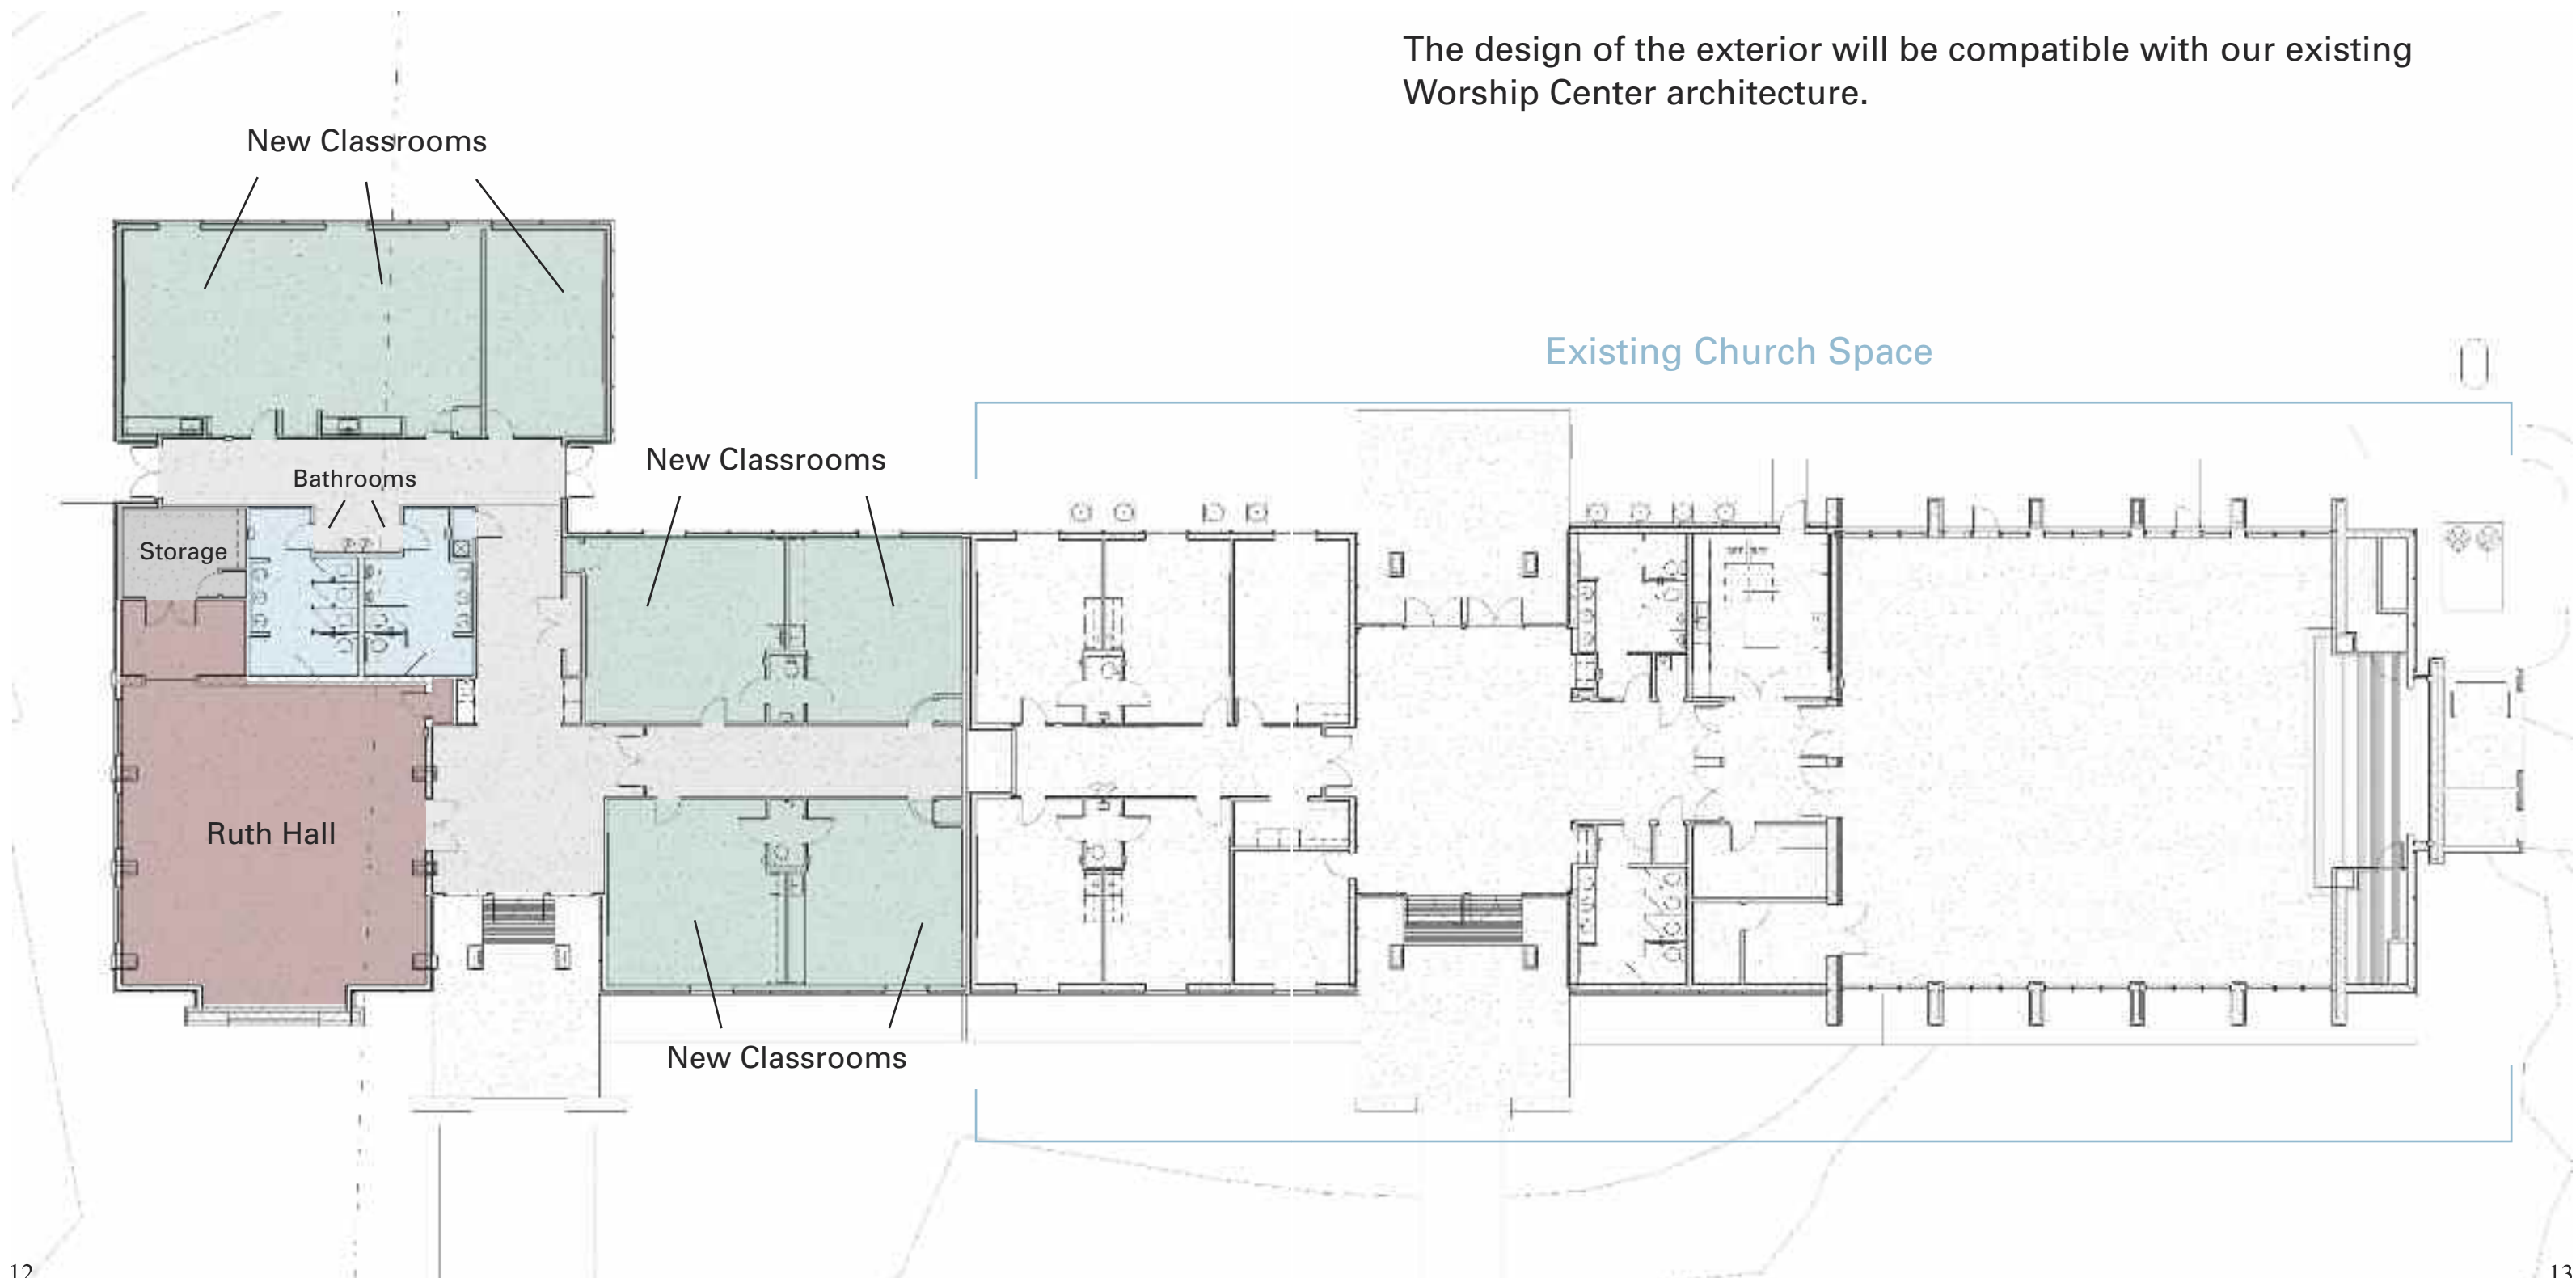 The design of the exterior will be compatible with our existing
Worship Center architecture.
New Classrooms
Existing Church Space
New Classrooms
Bathrooms
Storage
Ruth Hall
New Classrooms
12
13